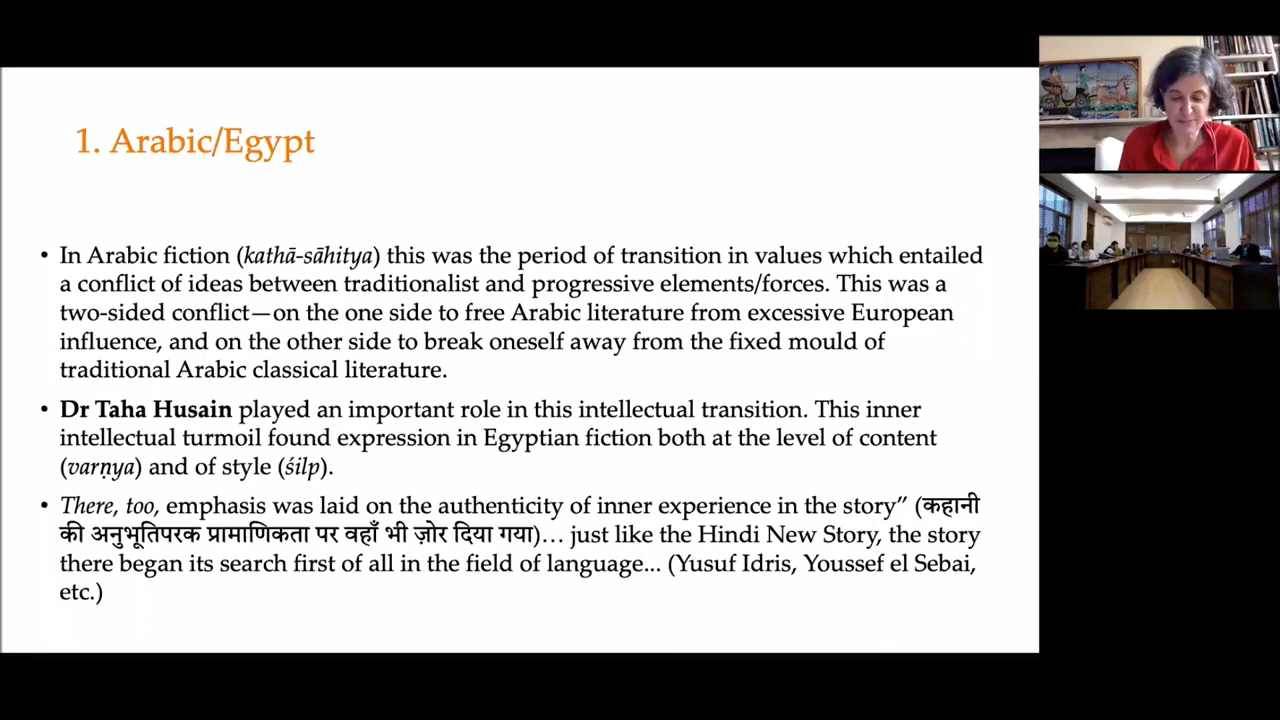 1. Arabic/Egypt
• In Arabic fiction (kathā-sāhitya) this was the period of transition in values which entailed
a conflict of ideas between traditionalist and progressive elements/forces. This was a
two-sided conflict—on the one side to free Arabic literature from excessive European
influence, and on the other side to break oneself away from the fixed mould of
traditional Arabic classical literature.
• Dr Taha Husain played an important role in this intellectual transition. This inner
intellectual turmoil found expression in Egyptian fiction both at the level of content
(varṇya) and of style (śilp).
• There, too, emphasis was laid on the authenticity of inner experience in the story” (कहानी
की अनुभूतिपरक प्रामाणिकता पर वहाँ भी ज़ोर दिया गया)… just like the Hindi New Story, the story
there began its search first of all in the field of language... (Yusuf Idris, Youssef el Sebai,
etc.)